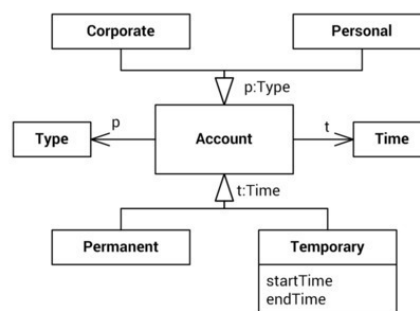 Corporate
Personal
p:Type
Type
p
Account
t
Time
t:Time
Permanent
Temporary
startTime
endTime